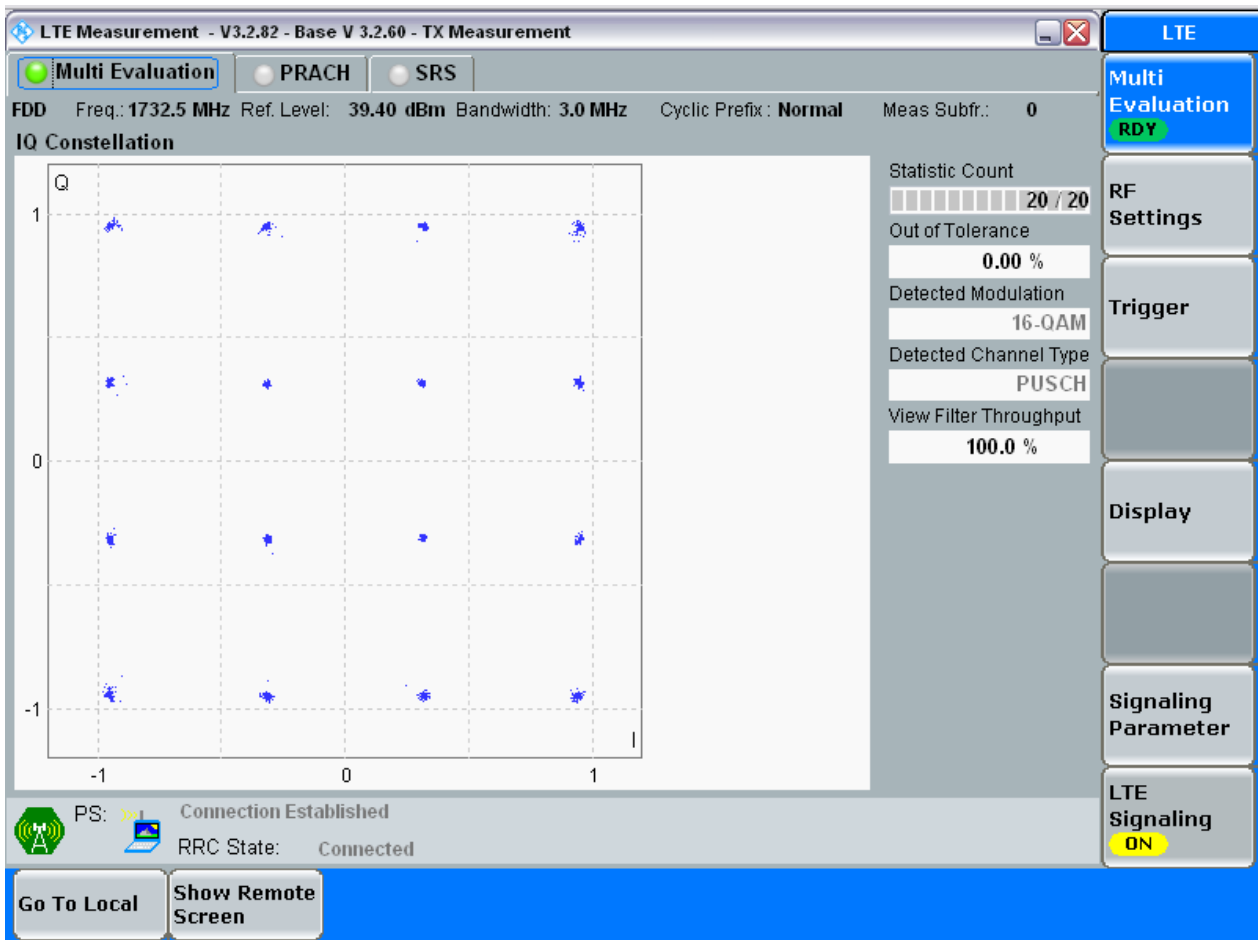 LTE Measurement - V3.2.82 - Base V 3.2.60 - TX Measurement
LTE
Multi Evaluation PRACH SRS
FDD Freq.: 1732.5 MHz Ref. Level: 39.40 dBm Bandwidth: 3.0 MHz Cyclic Prefix : Normal Meas Subfr.: 0
IQ Constellation
Q
1
0
-1
-1 0 1
I
Statistic Count
20 / 20
Out of Tolerance
0.00 %
Detected Modulation
16-QAM
Detected Channel Type
PUSCH
View Filter Throughput
100.0 %
Multi
Evaluation
RDY
RF
Settings
Trigger
Display
Signaling
Parameter
LTE
Signaling
ON
PS: Connection Established
RRC State: Connected
Go To Local
Show Remote
Screen